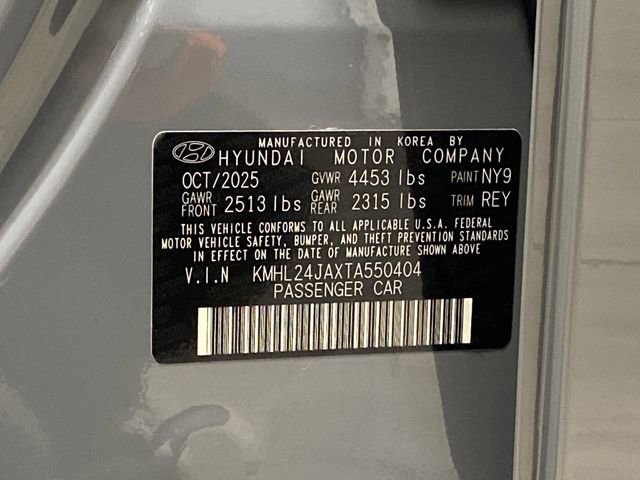 MANUFACTURED IN KOREA BY
HYUNDAI MOTOR COMPANY
OCT/2025 GVWR 4453 lbs PAINT NY9
GAWR FRONT 2513 lbs GAWR REAR 2315 lbs TRIM REY
THIS VEHICLE CONFORMS TO ALL APPLICABLE U.S.A. FEDERAL
MOTOR VEHICLE SAFETY, BUMPER, AND THEFT PREVENTION STANDARDS
IN EFFECT ON THE DATE OF MANUFACTURE SHOWN ABOVE
V.I.N KMHL24JAXTA550404
PASSENGER CAR